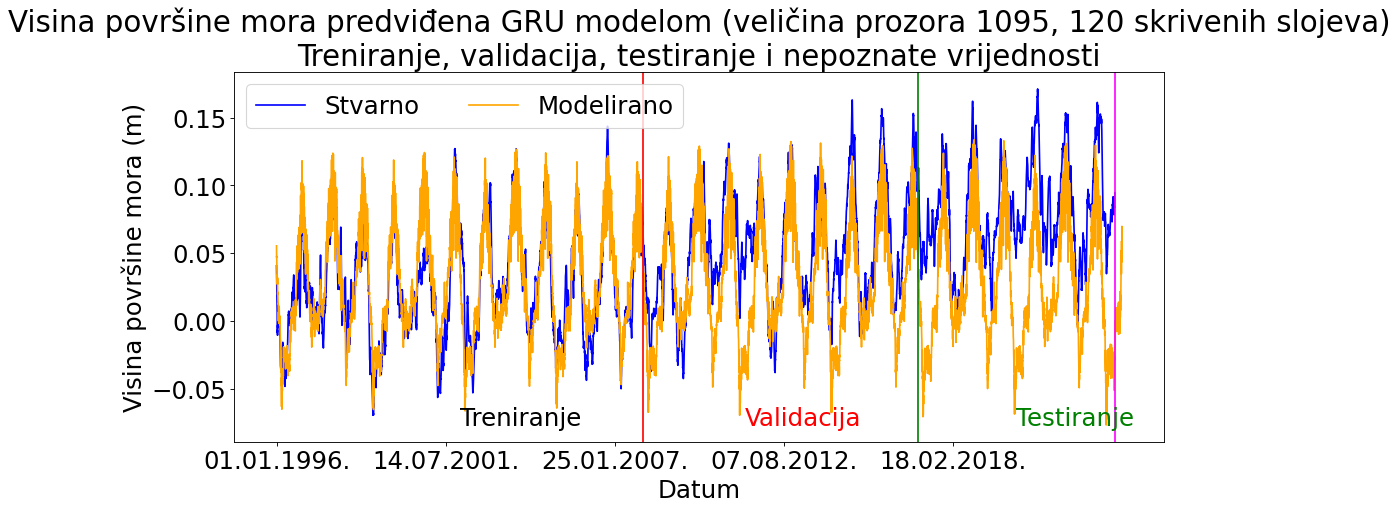 Visina površine mora predviđena GRU modelom (veličina prozora 1095, 120 skrivenih slojeva)
Treniranje, validacija, testiranje i nepoznate vrijednosti
Stvarno Modelirano
Visina površine mora (m)
0.15
0.10
0.05
0.00
−0.05
Treniranje Validacija Testiranje
01.01.1996. 14.07.2001. 25.01.2007. 07.08.2012. 18.02.2018.
Datum